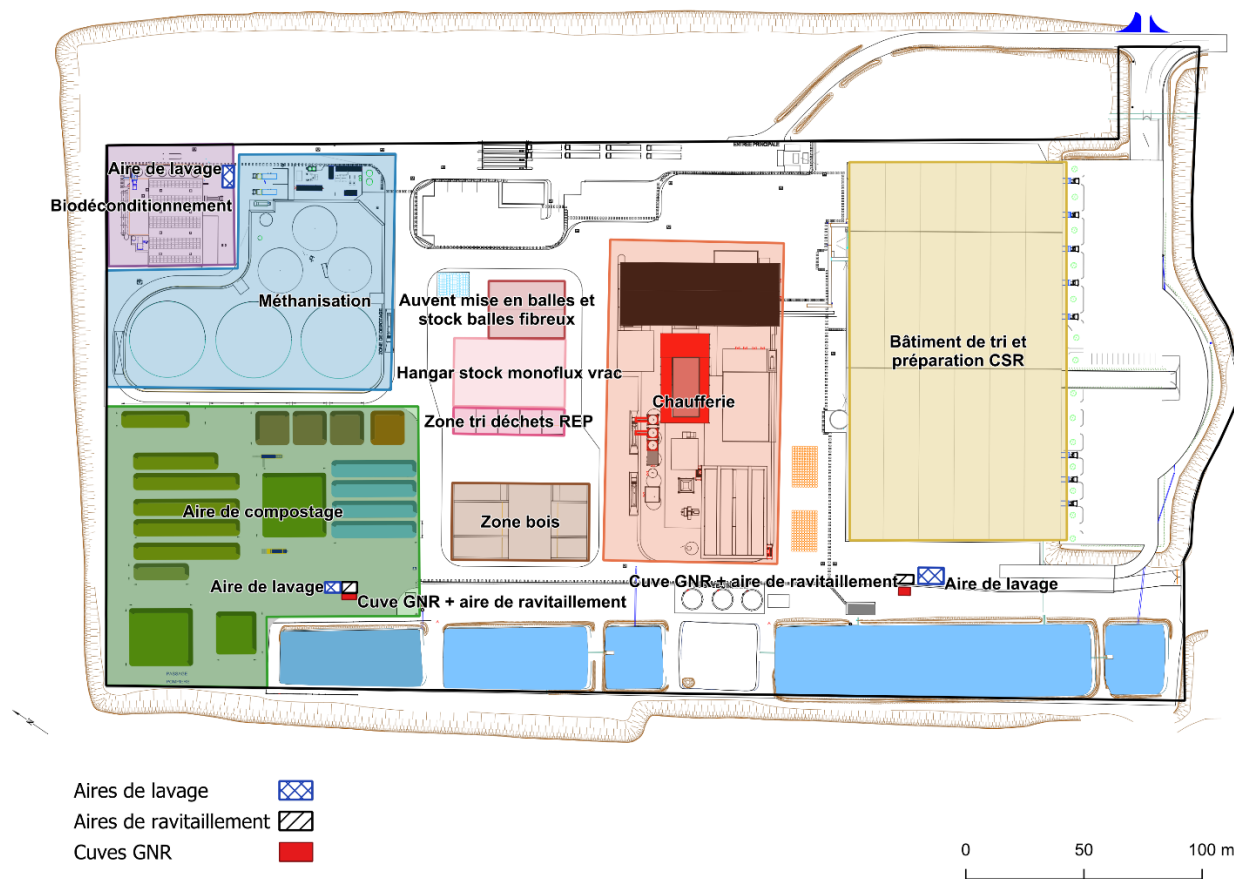 ENTREE PRINCIPALE
Aire de lavage
Biodéconditionnement
Méthanisation
Auvent mise en balles et
stock balles fibreux
Hangar stock monoflux vrac
Zone tri déchets REP
Chaufferie
Bâtiment de tri et
préparation CSR
Aire de compostage
Zone bois
Aire de lavage
Cuve GNR + aire de ravitaillement
Cuve GNR + aire de ravitaillement
Aire de lavage
N
Aires de lavage
Aires de ravitaillement
Cuves GNR
0 50 100 m